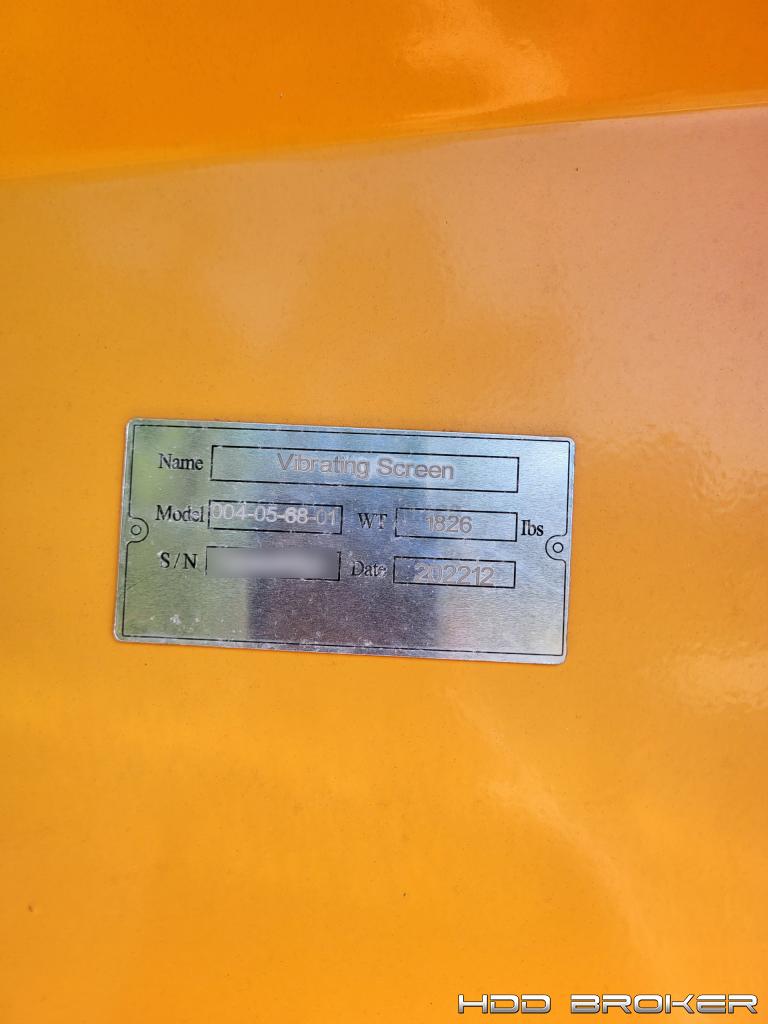 Name Vibrating Screen
Model 004-05-68-01 WT 1826 lbs
S/N Date 202212
HDD BROKER